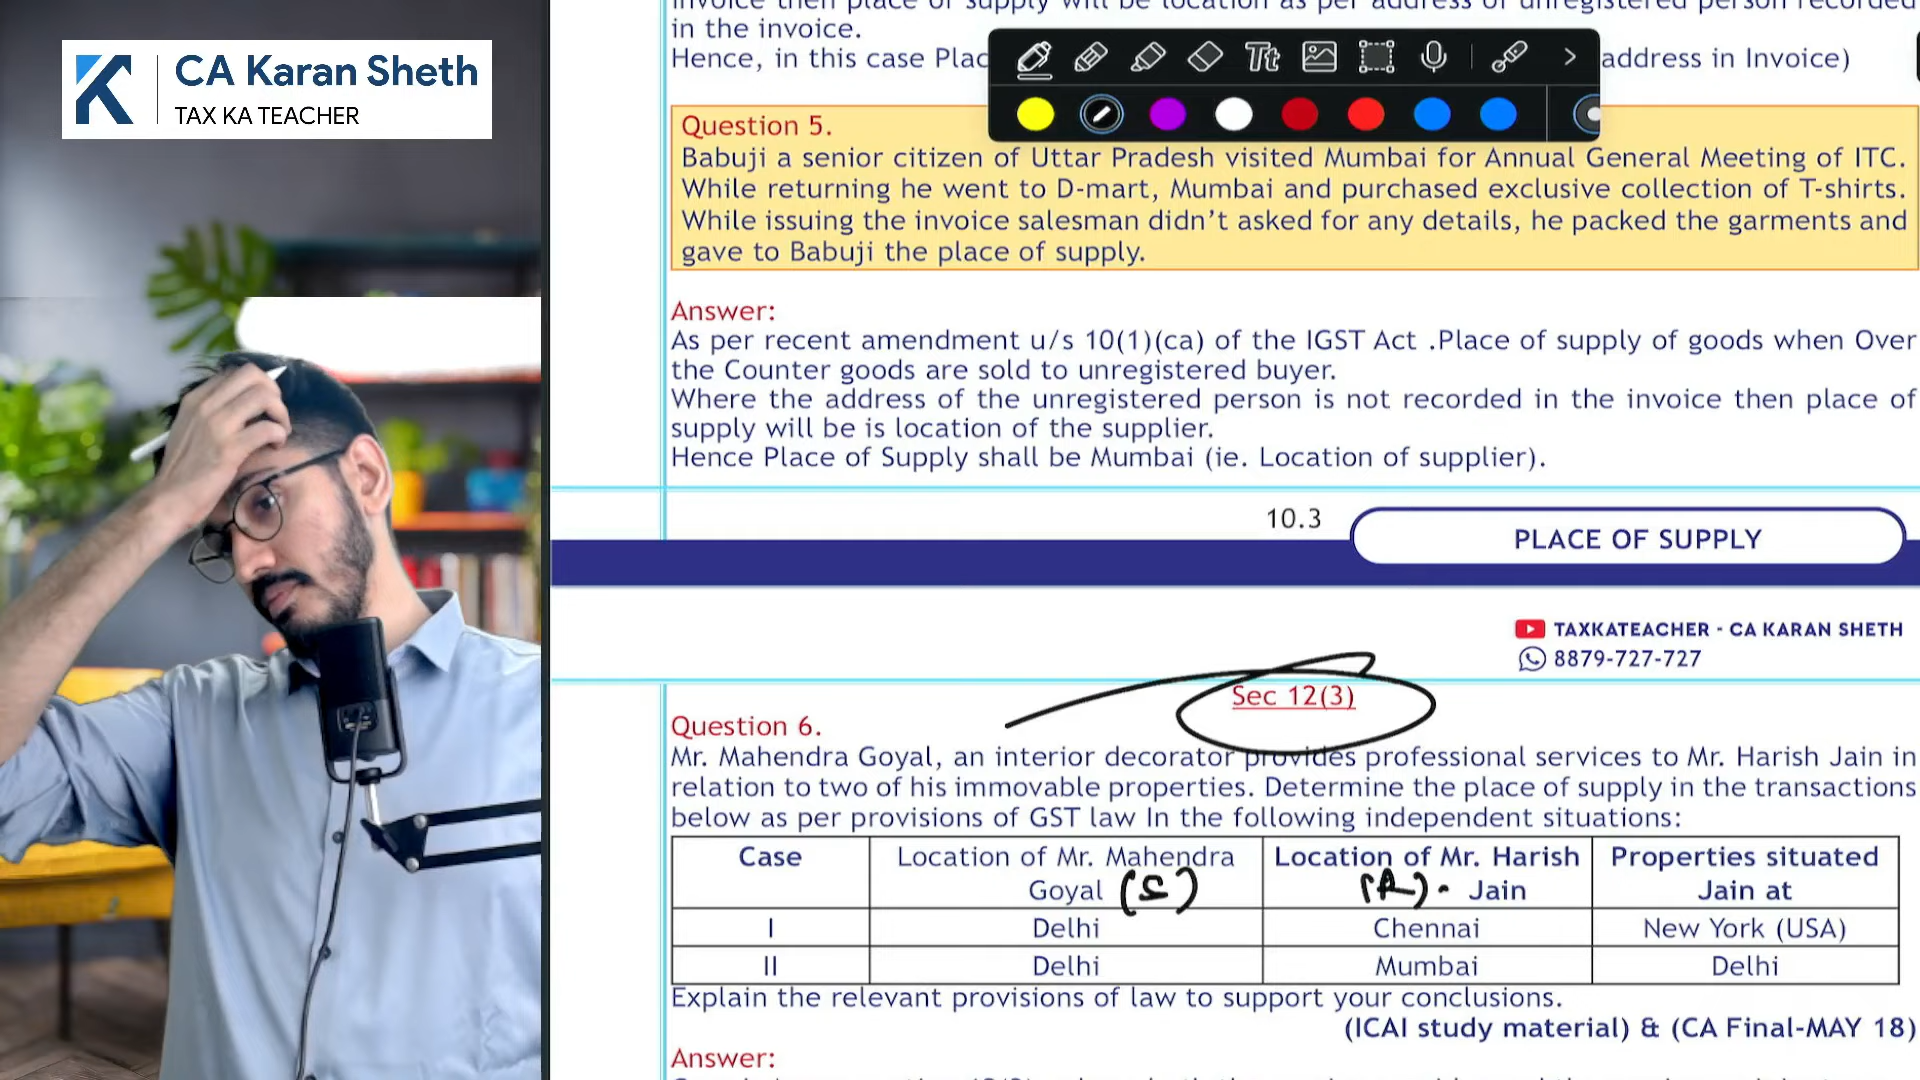 CA Karan Sheth
TAX KA TEACHER
in the invoice.
Hence, in this case Plac
address in Invoice)
Tt
Question 5.
Babuji a senior citizen of Uttar Pradesh visited Mumbai for Annual General Meeting of ITC.
While returning he went to D-mart, Mumbai and purchased exclusive collection of T-shirts.
While issuing the invoice salesman didn’t asked for any details, he packed the garments and
gave to Babuji the place of supply.
Answer:
As per recent amendment u/s 10(1)(ca) of the IGST Act .Place of supply of goods when Over
the Counter goods are sold to unregistered buyer.
Where the address of the unregistered person is not recorded in the invoice then place of
supply will be is location of the supplier.
Hence Place of Supply shall be Mumbai (ie. Location of supplier).
10.3
PLACE OF SUPPLY
TAXKATEACHER - CA KARAN SHETH
8879-727-727
Sec 12(3)
Question 6.
Mr. Mahendra Goyal, an interior decorator provides professional services to Mr. Harish Jain in
relation to two of his immovable properties. Determine the place of supply in the transactions
below as per provisions of GST law In the following independent situations:
Case Location of Mr. Mahendra Location of Mr. Harish Properties situated
Goyal (S) (R) Jain Jain at
I Delhi Chennai New York (USA)
II Delhi Mumbai Delhi
Explain the relevant provisions of law to support your conclusions.
(ICAI study material) & (CA Final-MAY 18)
Answer: